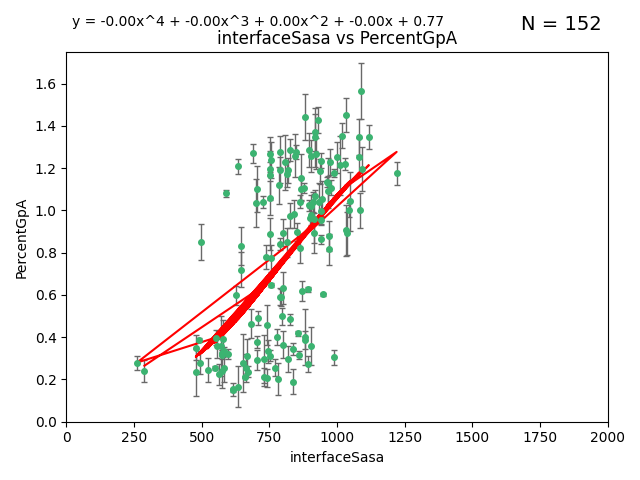 y = -0.00x^4 + -0.00x^3 + 0.00x^2 + -0.00x + 0.77
N = 152
interfaceSasa vs PercentGpA
PercentGpA
1.6
1.4
1.2
1.0
0.8
0.6
0.4
0.2
0.0
0 250 500 750 1000 1250 1500 1750 2000
interfaceSasa